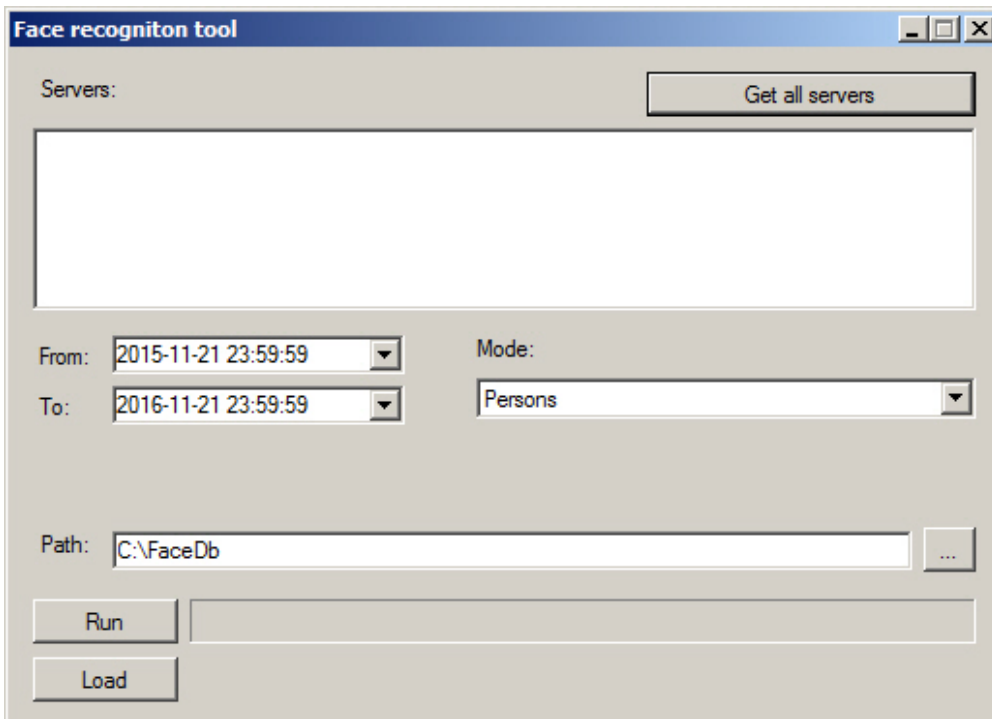 Face recogniton tool
Servers:
Get all servers
From: 2015-11-21 23:59:59
Mode:
To: 2016-11-21 23:59:59
Persons
Path: C:\FaceDb ...
Run
Load